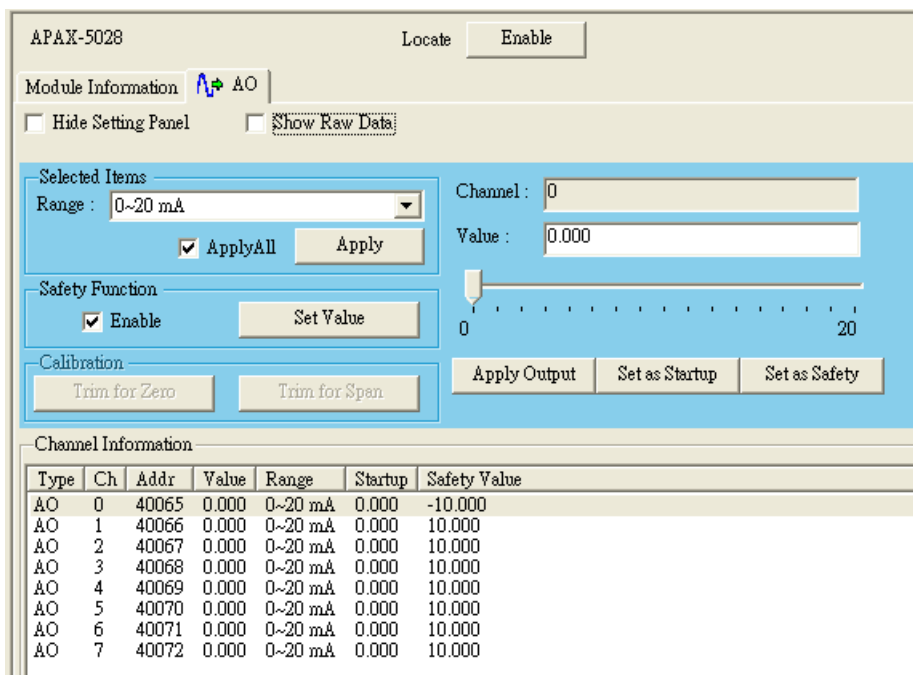 APAX-5028 Locate Enable
Module Information AO
Hide Setting Panel Show Raw Data
Selected Items
Range : 0~20 mA
ApplyAll Apply
Channel : 0
Value : 0.000
0 20
Safety Function
Enable Set Value
Calibration
Trim for Zero Trim for Span
Apply Output Set as Startup Set as Safety
Channel Information
Type Ch Addr Value Range Startup Safety Value
AO 0 40065 0.000 0~20 mA 0.000 -10.000
AO 1 40066 0.000 0~20 mA 0.000 10.000
AO 2 40067 0.000 0~20 mA 0.000 10.000
AO 3 40068 0.000 0~20 mA 0.000 10.000
AO 4 40069 0.000 0~20 mA 0.000 10.000
AO 5 40070 0.000 0~20 mA 0.000 10.000
AO 6 40071 0.000 0~20 mA 0.000 10.000
AO 7 40072 0.000 0~20 mA 0.000 10.000